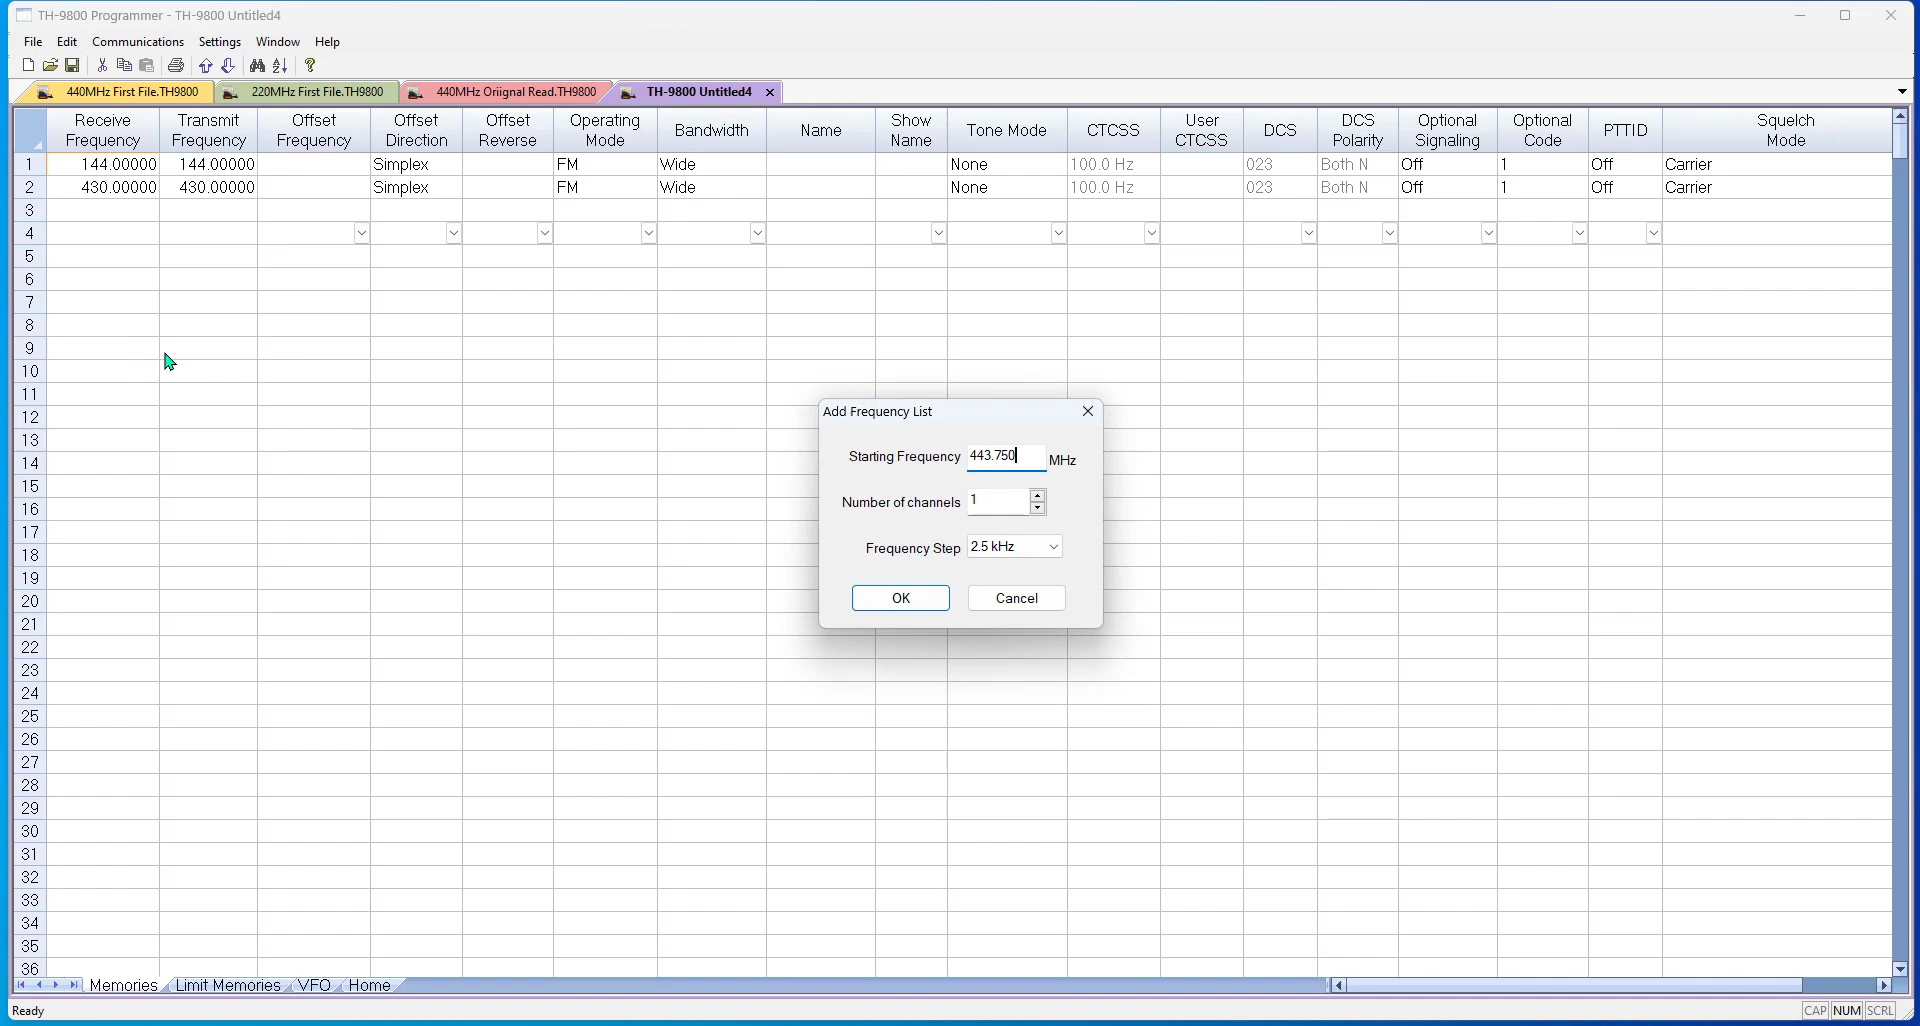 TH-9800 Programmer - TH-9800 Untitled4
File Edit Communications Settings Window Help
440MHz First File.TH9800 220MHz First File.TH9800 440MHz Oriignal Read.TH9800 TH-9800 Untitled4
Receive Frequency Transmit Frequency Offset Frequency Offset Direction Offset Reverse Operating Mode Bandwidth Name Show Name Tone Mode CTCSS User CTCSS DCS DCS Polarity Optional Signaling Optional Code PTTID Squelch Mode
1 144.00000 144.00000 Simplex FM Wide None 100.0 Hz 023 Both N Off 1 Off Carrier
2 430.00000 430.00000 Simplex FM Wide None 100.0 Hz 023 Both N Off 1 Off Carrier
3
4
5
6
7
8
9
10
11
12
13
14
15
16
17
18
19
20
21
22
23
24
25
26
27
28
29
30
31
32
33
34
35
36
Add Frequency List
Starting Frequency 443.750 MHz
Number of channels 1
Frequency Step 2.5 kHz
OK Cancel
Memories Limit Memories VFO Home
Ready CAP NUM SCRL